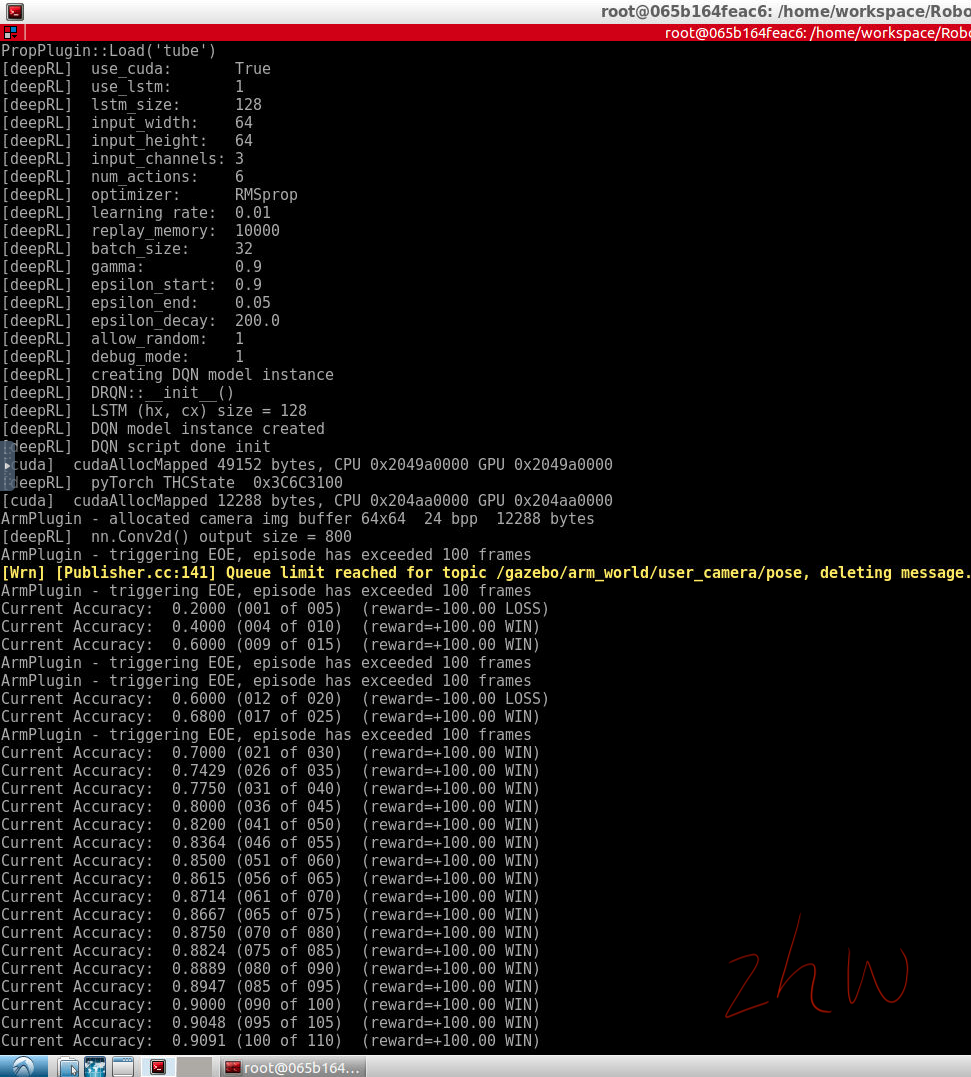 root@065b164feac6: /home/workspace/Robo
root@065b164feac6: /home/workspace/Robo
PropPlugin::Load('tube')
[deepRL]  use_cuda:       True
[deepRL]  use_lstm:       1
[deepRL]  lstm_size:      128
[deepRL]  input_width:    64
[deepRL]  input_height:   64
[deepRL]  input_channels: 3
[deepRL]  num_actions:    6
[deepRL]  optimizer:      RMSprop
[deepRL]  learning rate:  0.01
[deepRL]  replay_memory:  10000
[deepRL]  batch_size:     32
[deepRL]  gamma:          0.9
[deepRL]  epsilon_start:  0.9
[deepRL]  epsilon_end:    0.05
[deepRL]  epsilon_decay:  200.0
[deepRL]  allow_random:   1
[deepRL]  debug_mode:     1
[deepRL]  creating DQN model instance
[deepRL]  DRQN::__init__()
[deepRL]  LSTM (hx, cx) size = 128
[deepRL]  DQN model instance created
[deepRL]  DQN script done init
[cuda]  cudaAllocMapped 49152 bytes, CPU 0x2049a0000 GPU 0x2049a0000
[deepRL]  pyTorch THCState  0x3C6C3100
[cuda]  cudaAllocMapped 12288 bytes, CPU 0x204aa0000 GPU 0x204aa0000
ArmPlugin - allocated camera img buffer 64x64  24 bpp  12288 bytes
[deepRL]  nn.Conv2d() output size = 800
ArmPlugin - triggering EOE, episode has exceeded 100 frames
[Wrn] [Publisher.cc:141] Queue limit reached for topic /gazebo/arm_world/user_camera/pose, deleting message.
ArmPlugin - triggering EOE, episode has exceeded 100 frames
Current Accuracy:  0.2000 (001 of 005)  (reward=-100.00 LOSS)
Current Accuracy:  0.4000 (004 of 010)  (reward=+100.00 WIN)
Current Accuracy:  0.6000 (009 of 015)  (reward=+100.00 WIN)
ArmPlugin - triggering EOE, episode has exceeded 100 frames
ArmPlugin - triggering EOE, episode has exceeded 100 frames
Current Accuracy:  0.6000 (012 of 020)  (reward=-100.00 LOSS)
Current Accuracy:  0.6800 (017 of 025)  (reward=+100.00 WIN)
ArmPlugin - triggering EOE, episode has exceeded 100 frames
Current Accuracy:  0.7000 (021 of 030)  (reward=+100.00 WIN)
Current Accuracy:  0.7429 (026 of 035)  (reward=+100.00 WIN)
Current Accuracy:  0.7750 (031 of 040)  (reward=+100.00 WIN)
Current Accuracy:  0.8000 (036 of 045)  (reward=+100.00 WIN)
Current Accuracy:  0.8200 (041 of 050)  (reward=+100.00 WIN)
Current Accuracy:  0.8364 (046 of 055)  (reward=+100.00 WIN)
Current Accuracy:  0.8500 (051 of 060)  (reward=+100.00 WIN)
Current Accuracy:  0.8615 (056 of 065)  (reward=+100.00 WIN)
Current Accuracy:  0.8714 (061 of 070)  (reward=+100.00 WIN)
Current Accuracy:  0.8667 (065 of 075)  (reward=+100.00 WIN)
Current Accuracy:  0.8750 (070 of 080)  (reward=+100.00 WIN)
Current Accuracy:  0.8824 (075 of 085)  (reward=+100.00 WIN)
Current Accuracy:  0.8889 (080 of 090)  (reward=+100.00 WIN)
Current Accuracy:  0.8947 (085 of 095)  (reward=+100.00 WIN)
Current Accuracy:  0.9000 (090 of 100)  (reward=+100.00 WIN)
Current Accuracy:  0.9048 (095 of 105)  (reward=+100.00 WIN)
Current Accuracy:  0.9091 (100 of 110)  (reward=+100.00 WIN)
zhw
root@065b164...